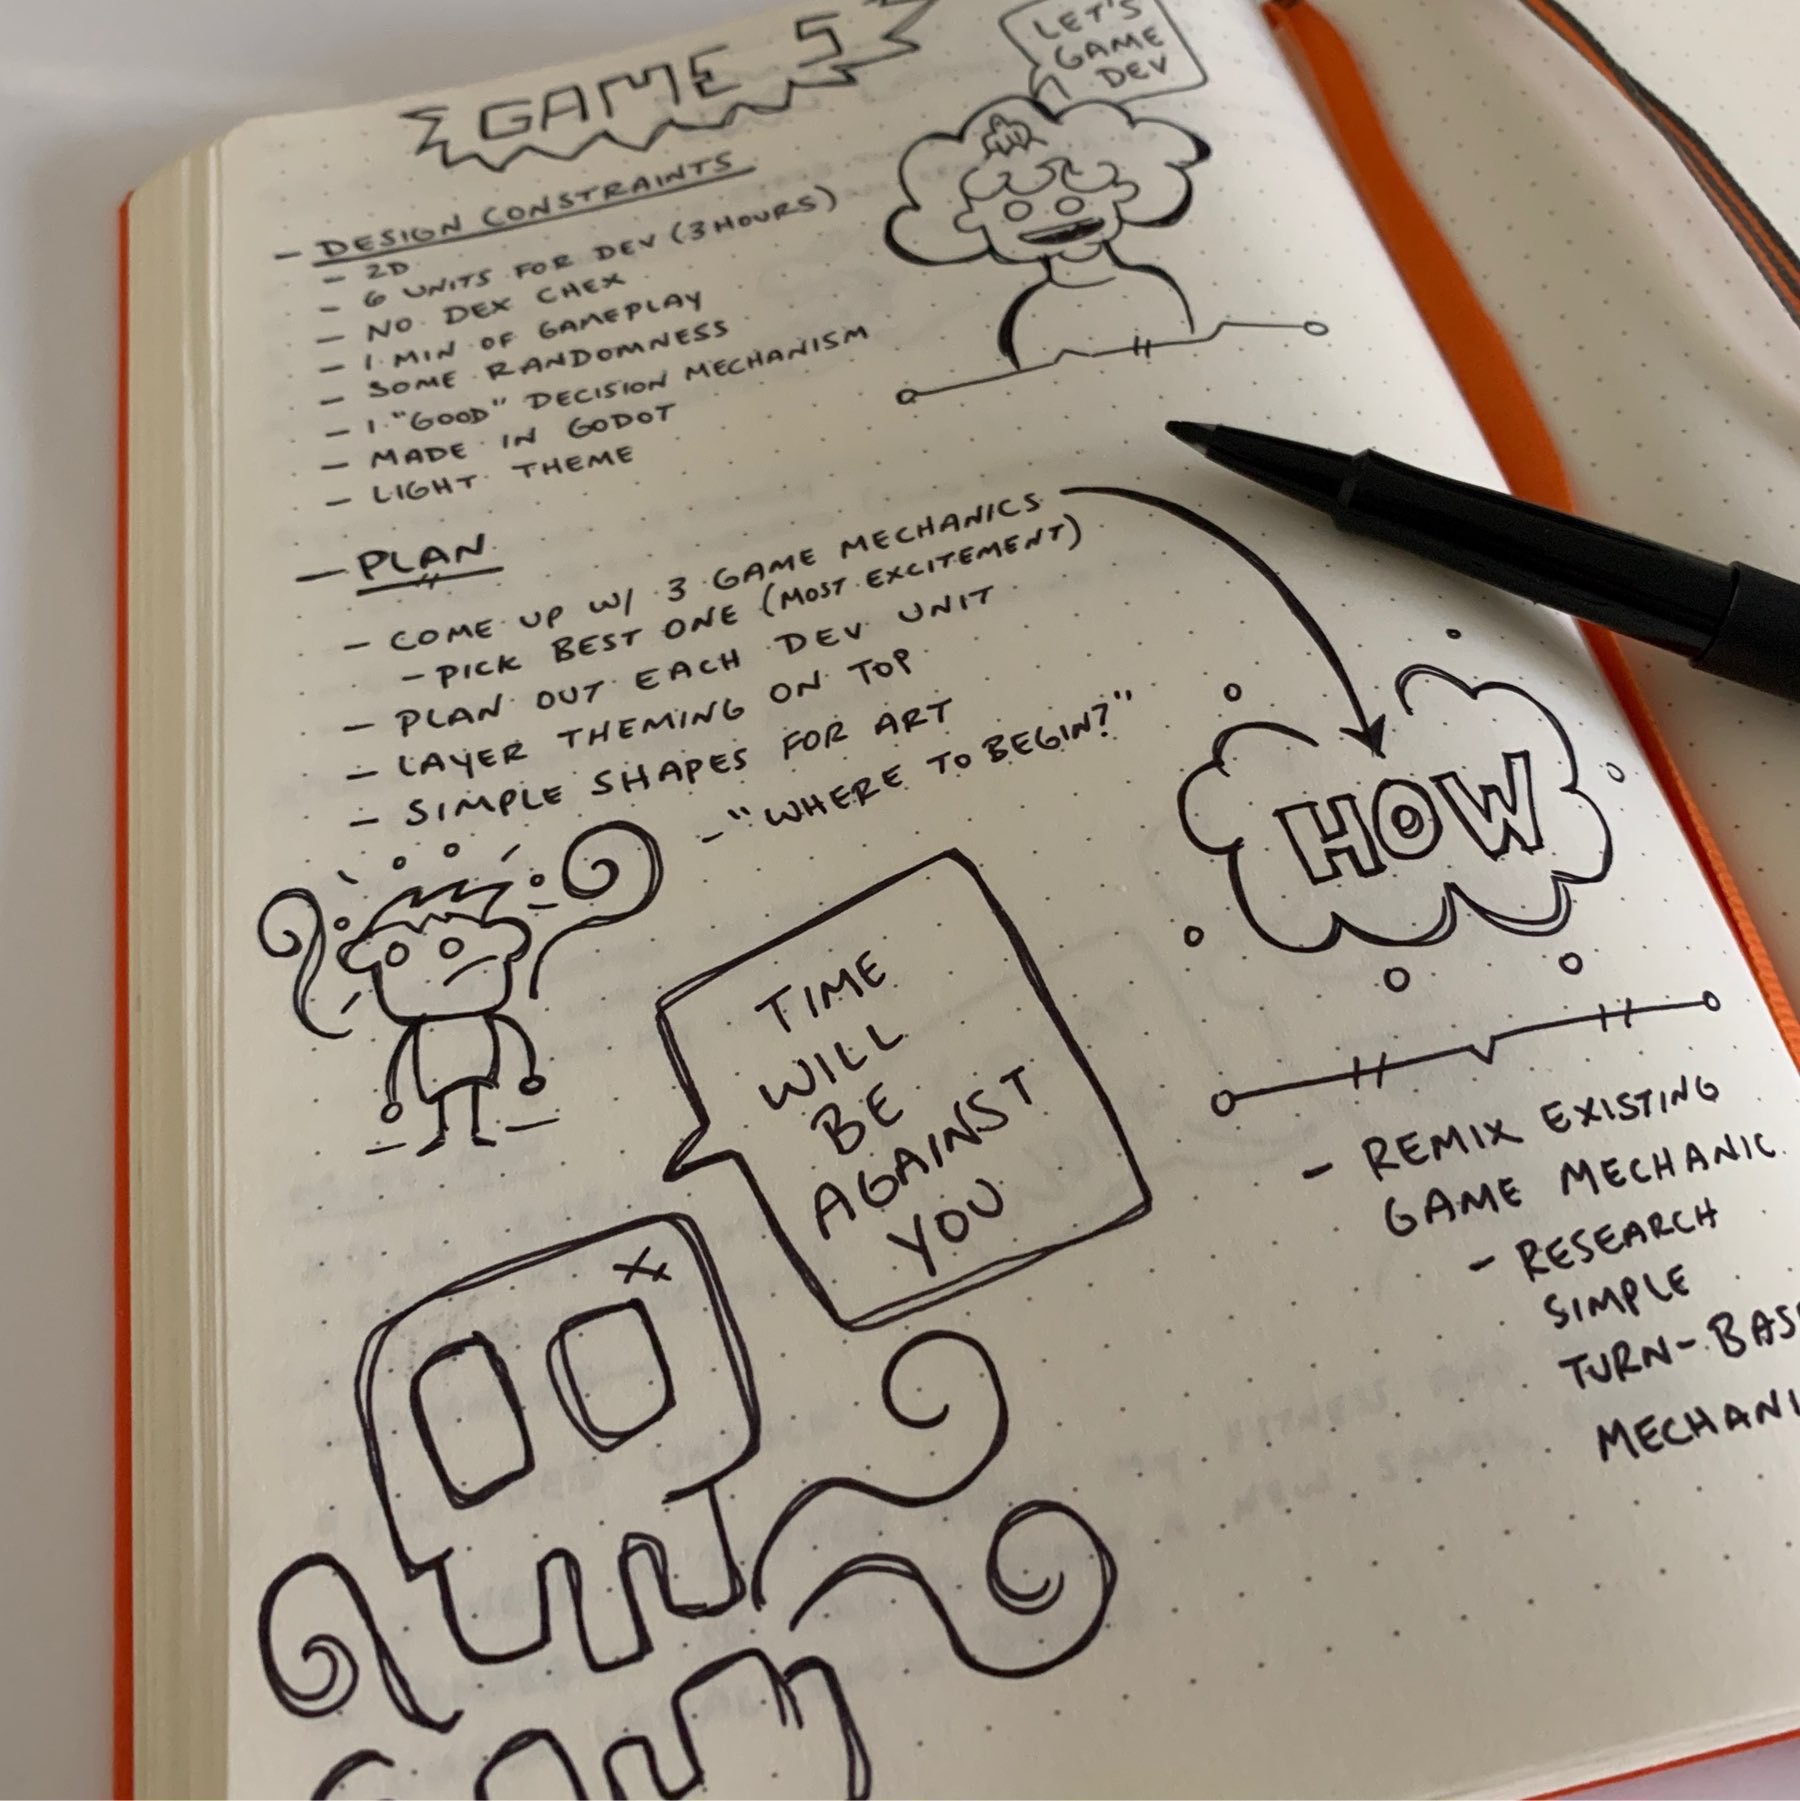 GAME 5
LET'S
GAME
DEV
- DESIGN CONSTRAINTS
- 2D
- 6 UNITS FOR DEV (3 HOURS)
- NO DEX CHEX
- 1 MIN OF GAMEPLAY
- SOME RANDOMNESS
- 1 "GOOD" DECISION MECHANISM
- MADE IN GODOT
- LIGHT THEME
- PLAN
- COME UP W/ 3 GAME MECHANICS
- PICK BEST ONE (MOST EXCITEMENT)
- PLAN OUT EACH DEV UNIT
- LAYER THEMING ON TOP
- SIMPLE SHAPES FOR ART
- "WHERE TO BEGIN?"
HOW
TIME
WILL
BE
AGAINST
YOU
- REMIX EXISTING
GAME MECHANIC
- RESEARCH
SIMPLE
TURN-BAS
MECHANI